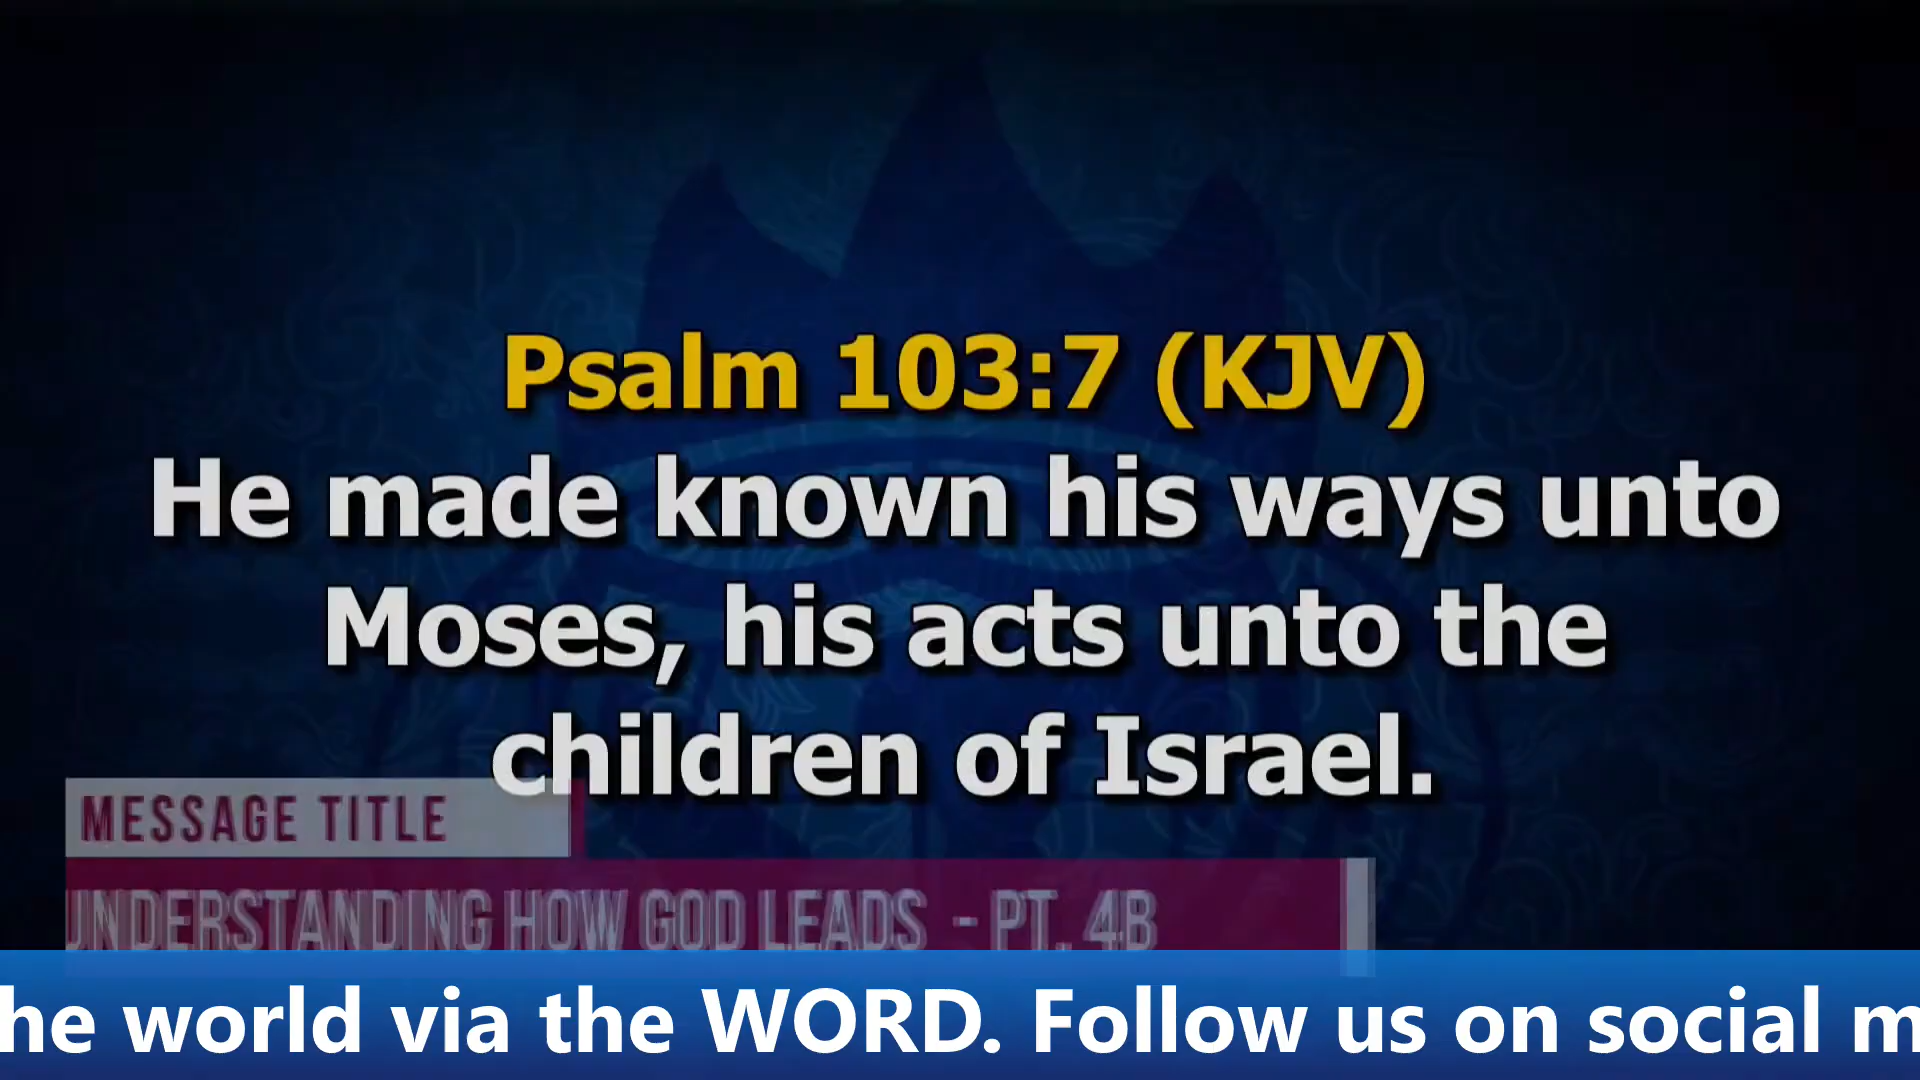 Psalm 103:7 (KJV)
He made known his ways unto
Moses, his acts unto the
children of Israel.
MESSAGE TITLE
UNDERSTANDING HOW GOD LEADS - PT. 4B
he world via the WORD. Follow us on social m